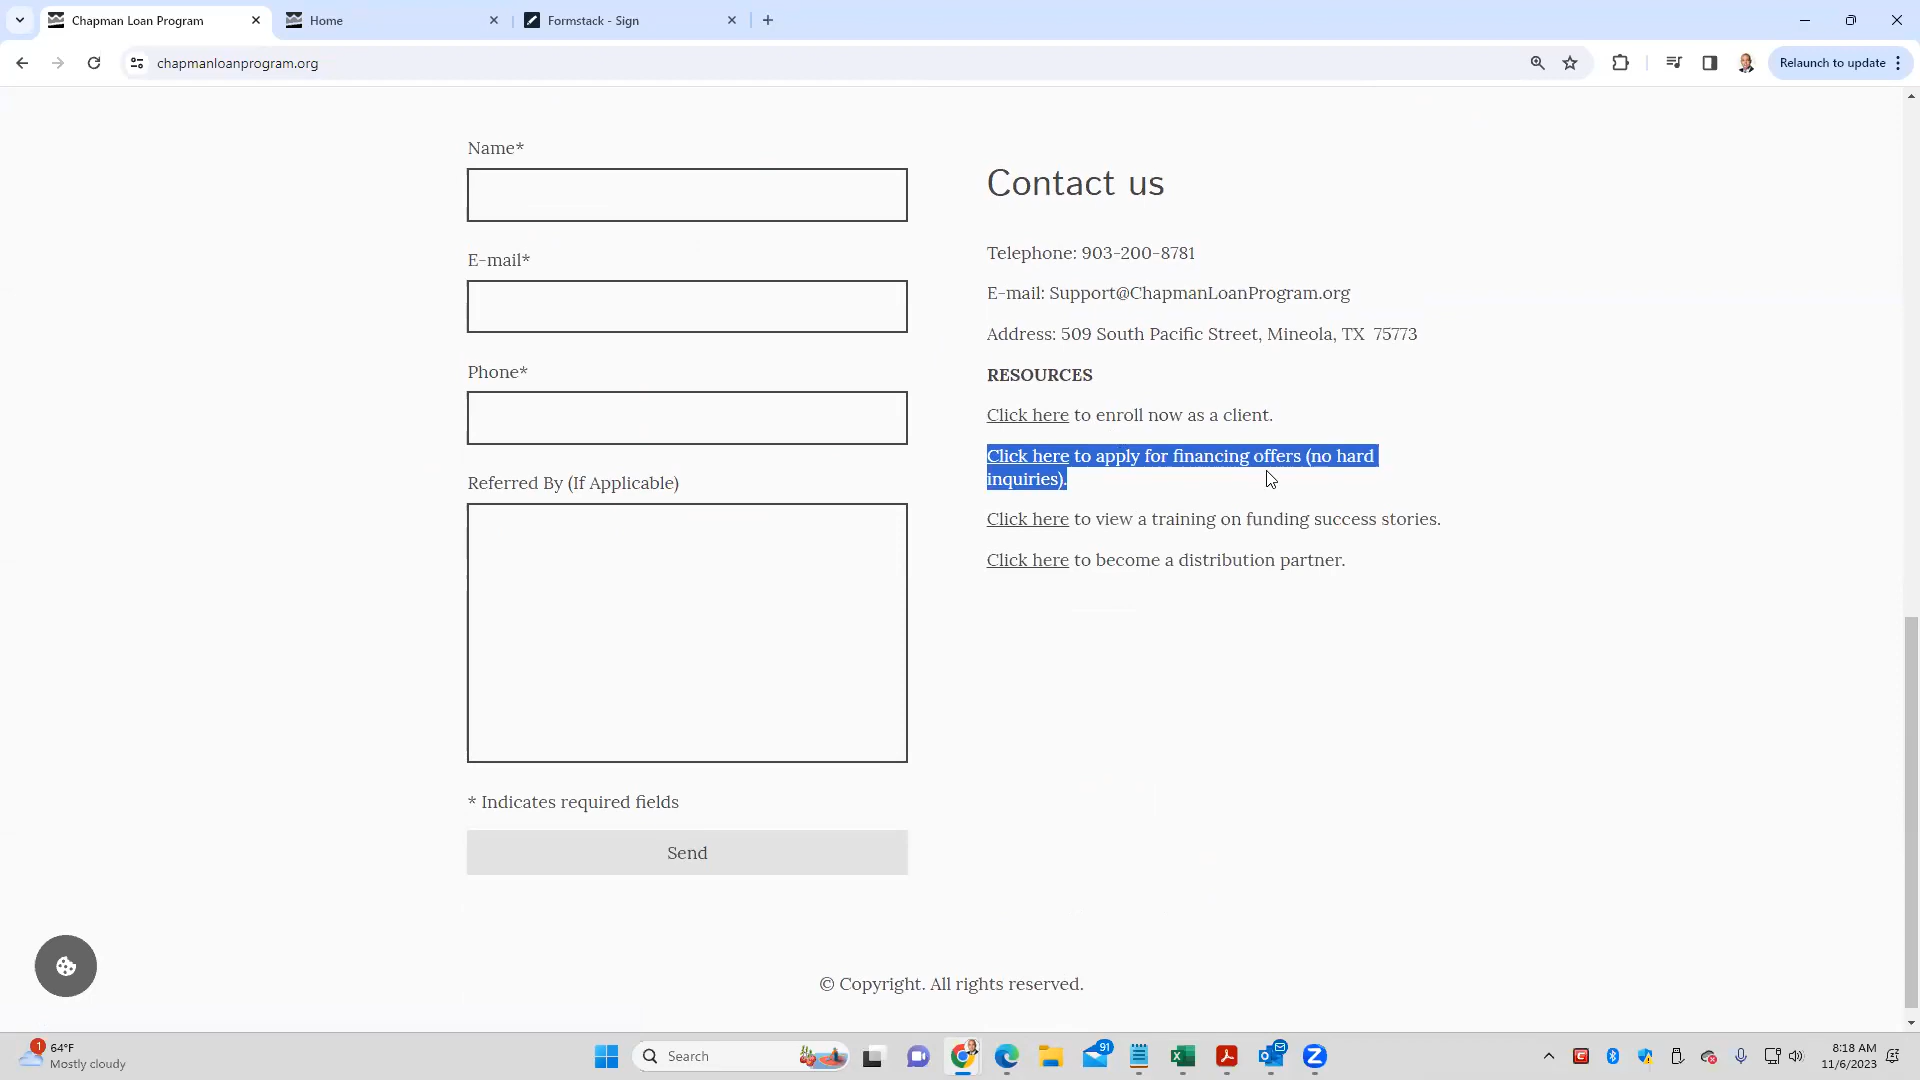 Chapman Loan Program
Home
Formstack - Sign
chapmanloanprogram.org
Relaunch to update
Name*
E-mail*
Phone*
Referred By (If Applicable)
* Indicates required fields
Send
Contact us
Telephone: 903-200-8781
E-mail: Support@ChapmanLoanProgram.org
Address: 509 South Pacific Street, Mineola, TX  75773
RESOURCES
Click here to enroll now as a client.
Click here to apply for financing offers (no hard
inquiries).
Click here to view a training on funding success stories.
Click here to become a distribution partner.
© Copyright. All rights reserved.
1
64°F
Mostly cloudy
Search
91
8:18 AM
11/6/2023